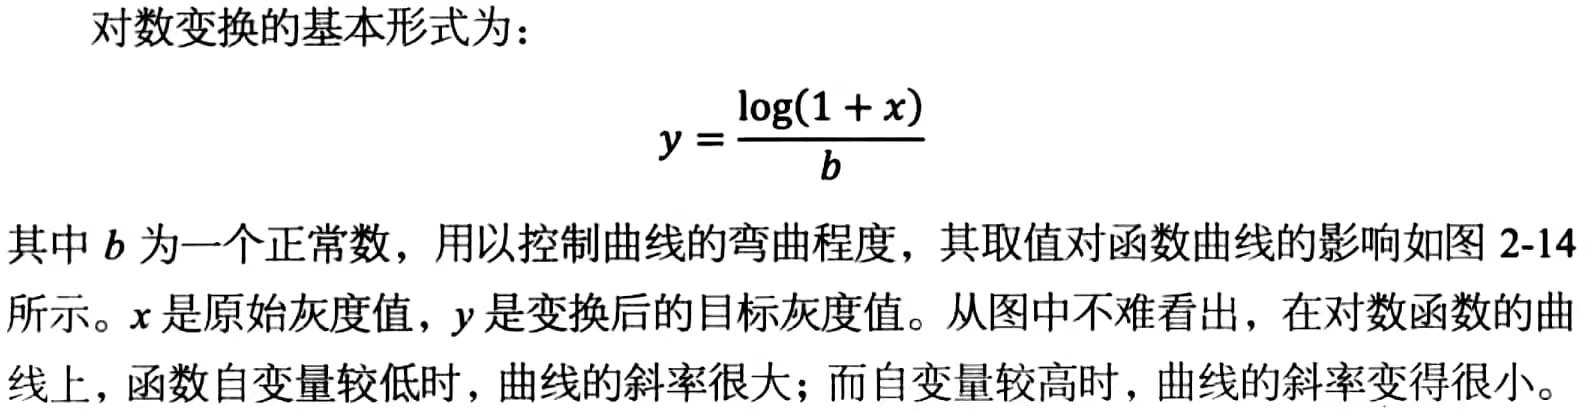 对数变换的基本形式为：
y = log(1 + x) / b
其中 b 为一个正常数，用以控制曲线的弯曲程度，其取值对函数曲线的影响如图 2-14
所示。x 是原始灰度值，y 是变换后的目标灰度值。从图中不难看出，在对数函数的曲
线上，函数自变量较低时，曲线的斜率很大；而自变量较高时，曲线的斜率变得很小。